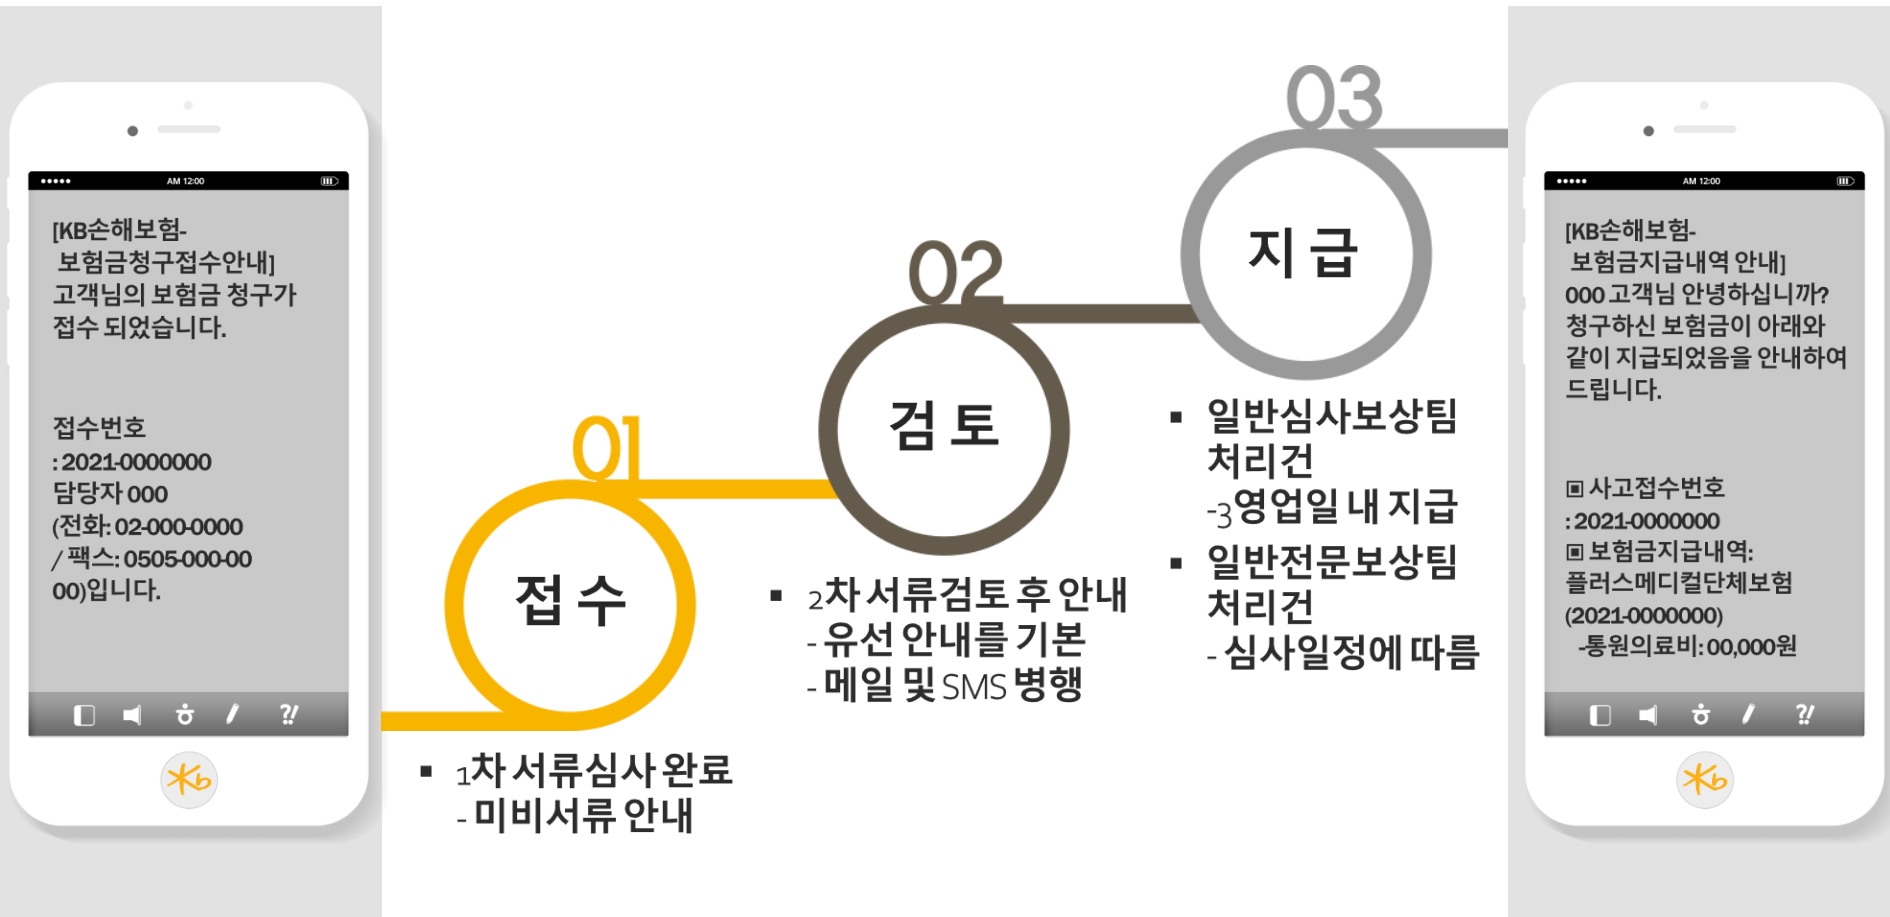 AM 12:00
[KB손해보험-
보험금청구접수안내]
고객님의 보험금 청구가
접수 되었습니다.
접수번호
: 2021-0000000
담당자 000
(전화: 02-000-0000
/ 팩스: 0505-000-00
00)입니다.
?!
Kb
01
접 수
▪ 1차 서류심사 완료
- 미비서류 안내
02
검 토
▪ 2차 서류검토 후 안내
- 유선 안내를 기본
- 메일 및 SMS 병행
03
지 급
▪ 일반심사보상팀
처리건
-3영업일 내 지급
▪ 일반전문보상팀
처리건
- 심사일정에 따름
AM 12:00
[KB손해보험-
보험금지급내역 안내]
000 고객님 안녕하십니까?
청구하신 보험금이 아래와
같이 지급되었음을 안내하여
드립니다.
▣ 사고접수번호
: 2021-0000000
▣ 보험금지급내역:
플러스메디컬단체보험
(2021-0000000)
-통원의료비: 00,000원
?!
Kb